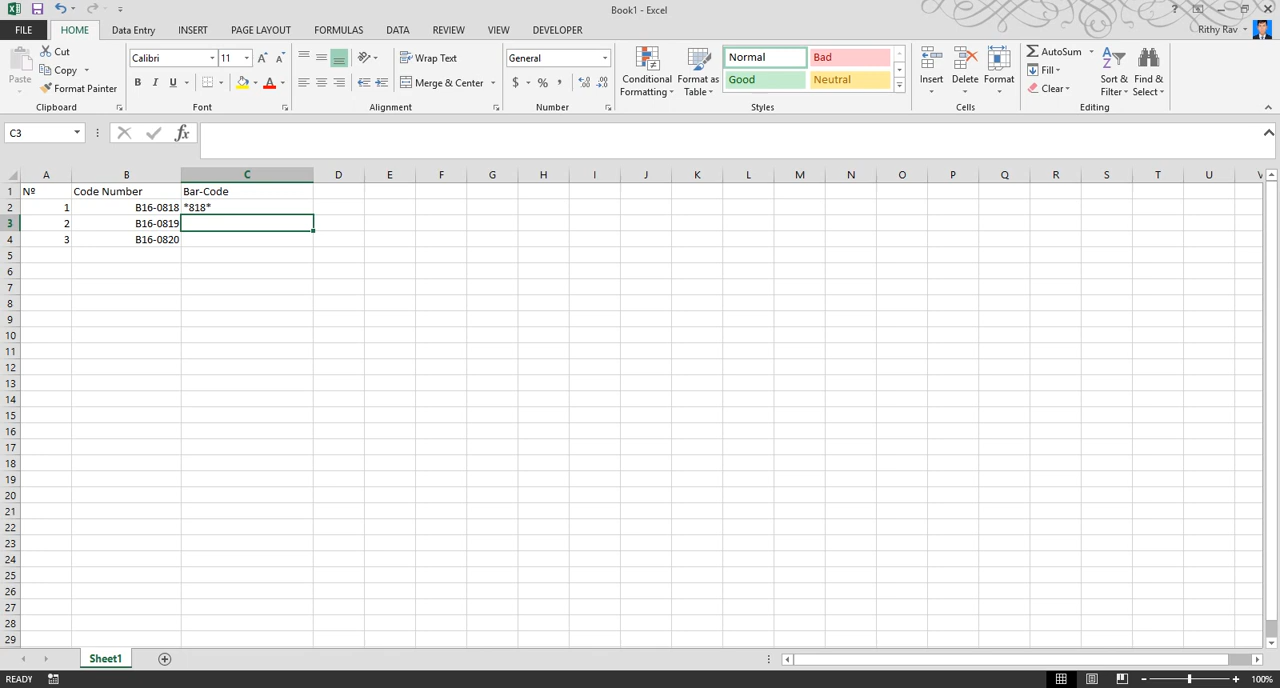 Book1 - Excel
FILE HOME Data Entry INSERT PAGE LAYOUT FORMULAS DATA REVIEW VIEW DEVELOPER Rithy Rav
Paste
Cut
Copy
Format Painter
Clipboard
Calibri 11
B I U
Font
Wrap Text
Merge & Center
Alignment
General
$ % ,
Number
Conditional Formatting
Format as Table
Normal Bad
Good Neutral
Styles
Insert Delete Format
Cells
AutoSum
Fill
Clear
Sort & Filter
Find & Select
Editing
C3 fx
A B C D E F G H I J K L M N O P Q R S T U V
1 Nº Code Number Bar-Code
2 1 B16-0818 *818*
3 2 B16-0819
4 3 B16-0820
5
6
7
8
9
10
11
12
13
14
15
16
17
18
19
20
21
22
23
24
25
26
27
28
29
Sheet1
READY 100%